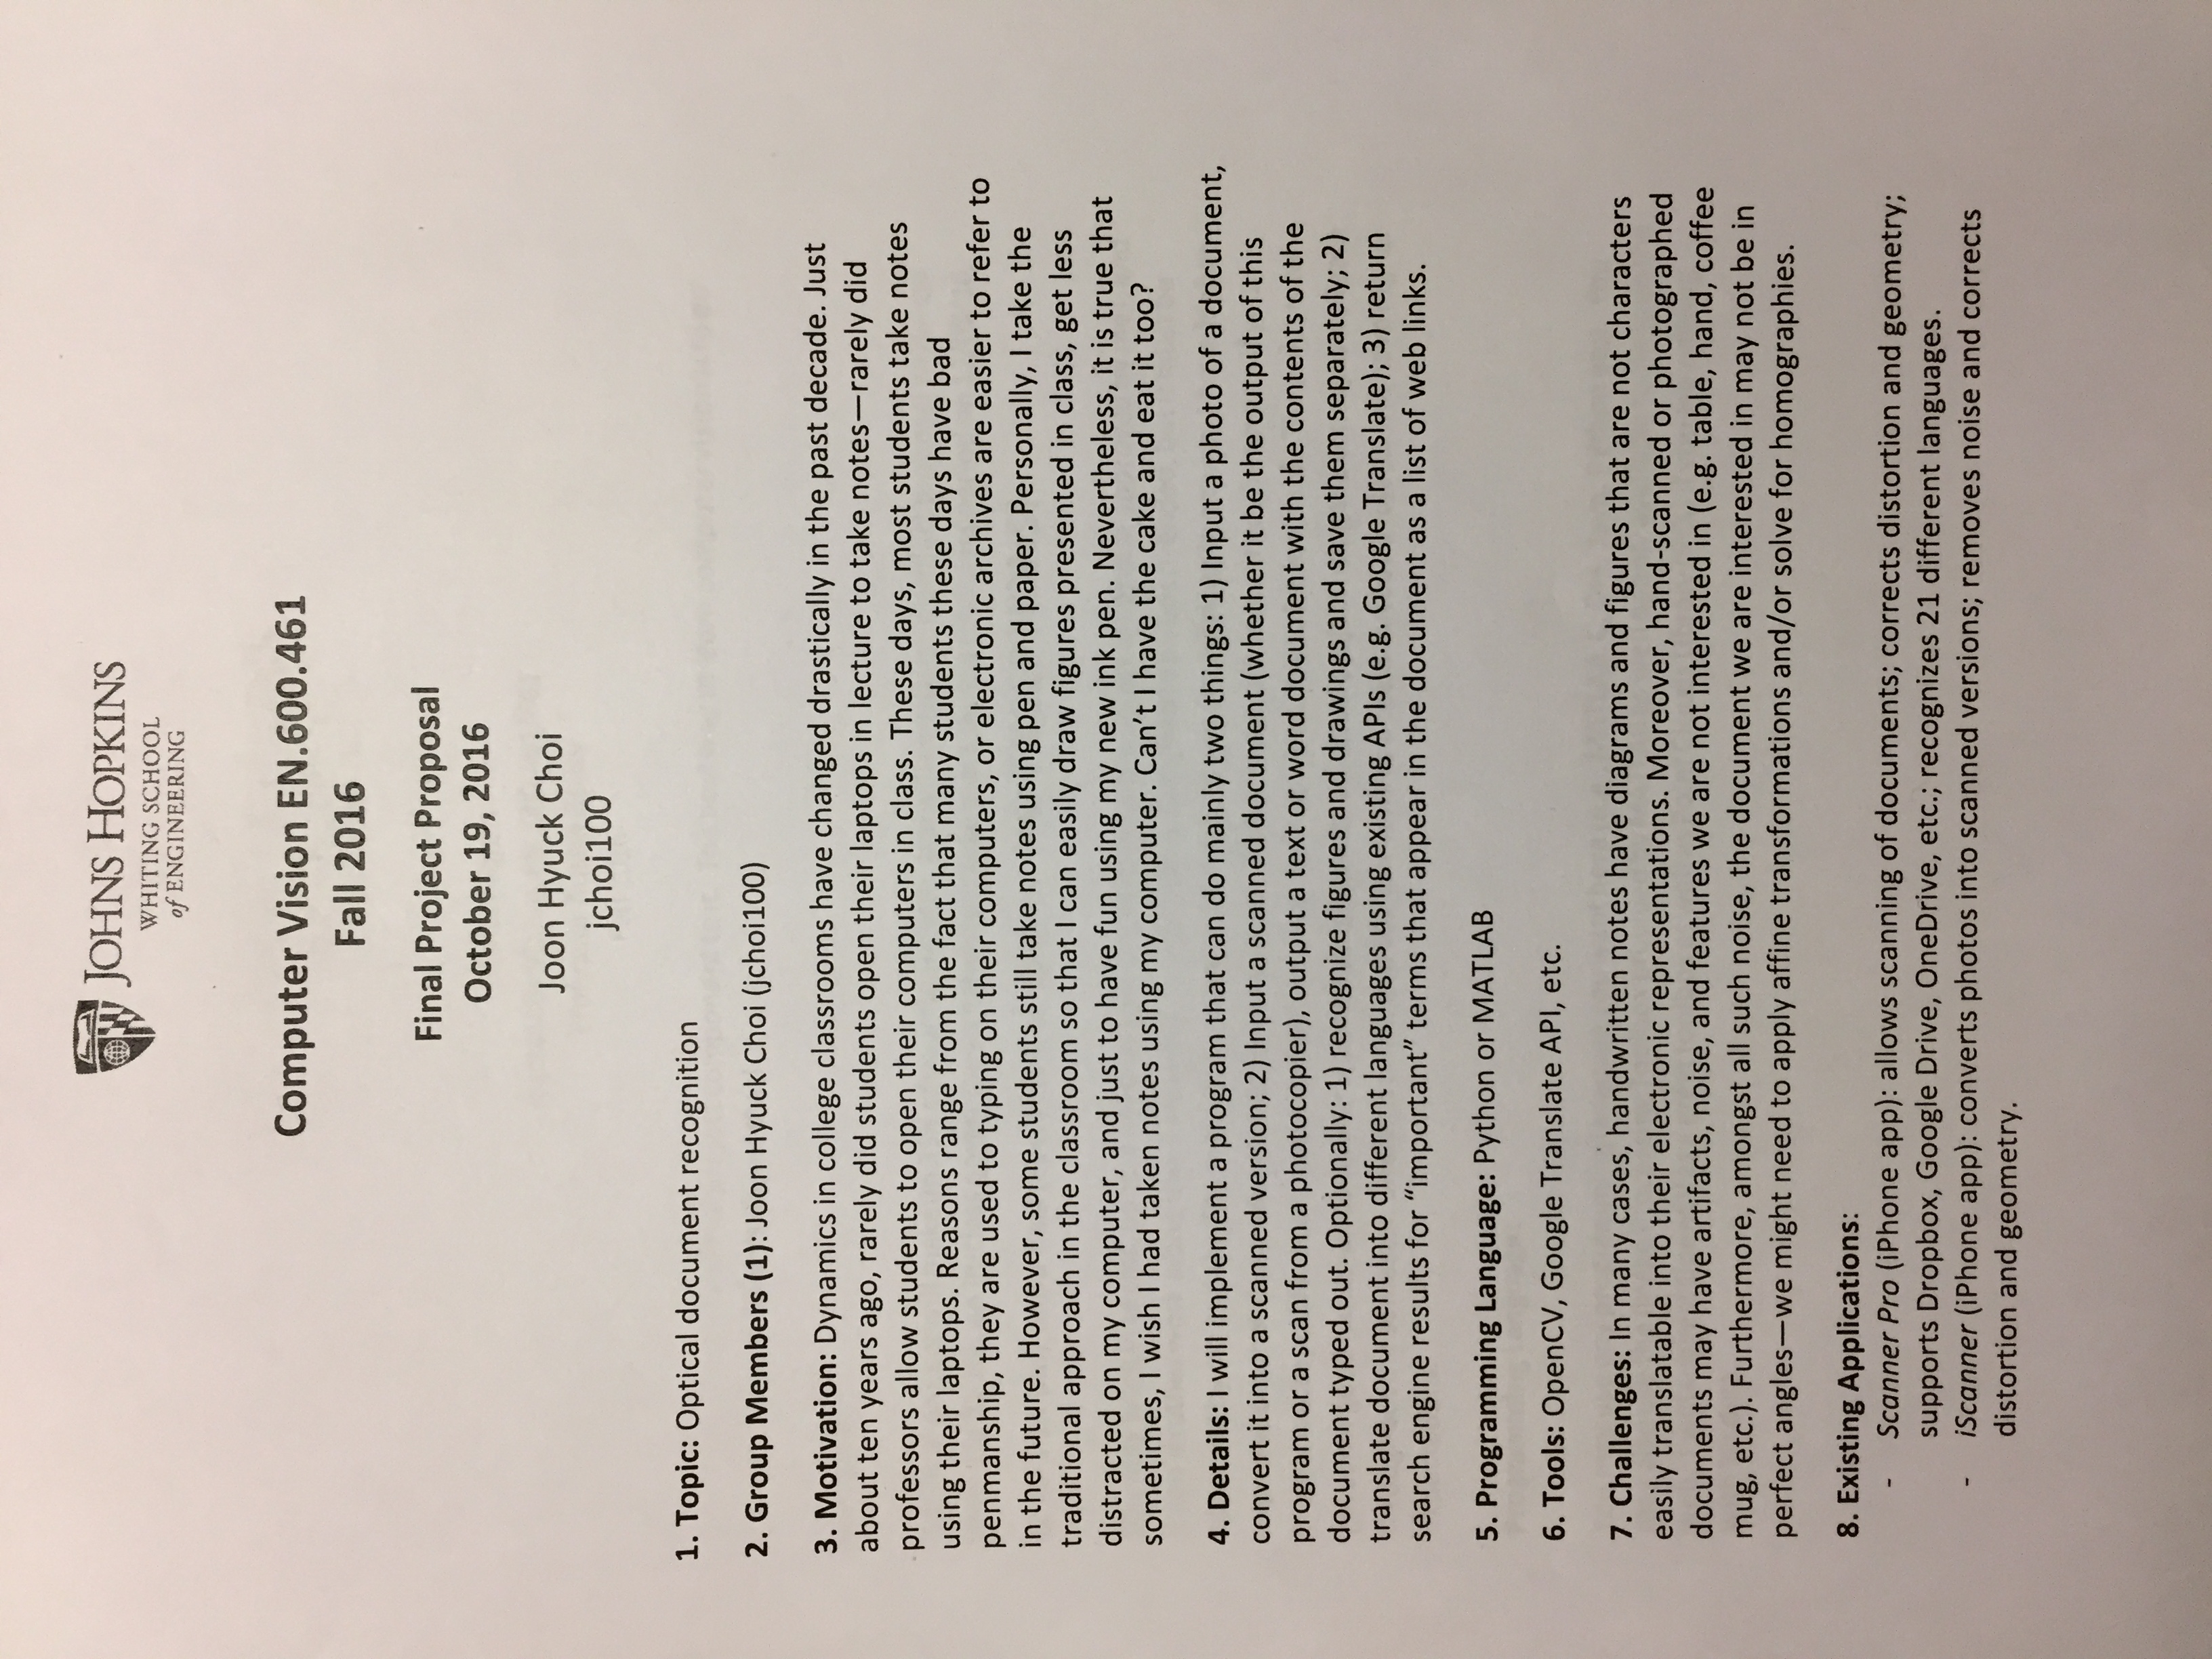 JOHNS HOPKINS
WHITING SCHOOL
of ENGINEERING
Computer Vision EN.600.461
Fall 2016
Final Project Proposal
October 19, 2016
Joon Hyuck Choi
jchoi100
1. Topic: Optical document recognition
2. Group Members (1): Joon Hyuck Choi (jchoi100)
3. Motivation: Dynamics in college classrooms have changed drastically in the past decade. Just
about ten years ago, rarely did students open their laptops in lecture to take notes—rarely did
professors allow students to open their computers in class. These days, most students take notes
using their laptops. Reasons range from the fact that many students these days have bad
penmanship, they are used to typing on their computers, or electronic archives are easier to refer to
in the future. However, some students still take notes using pen and paper. Personally, I take the
traditional approach in the classroom so that I can easily draw figures presented in class, get less
distracted on my computer, and just to have fun using my new ink pen. Nevertheless, it is true that
sometimes, I wish I had taken notes using my computer. Can’t I have the cake and eat it too?
4. Details: I will implement a program that can do mainly two things: 1) Input a photo of a document,
convert it into a scanned version; 2) Input a scanned document (whether it be the output of this
program or a scan from a photocopier), output a text or word document with the contents of the
document typed out. Optionally: 1) recognize figures and drawings and save them separately; 2)
translate document into different languages using existing APIs (e.g. Google Translate); 3) return
search engine results for “important” terms that appear in the document as a list of web links.
5. Programming Language: Python or MATLAB
6. Tools: OpenCV, Google Translate API, etc.
7. Challenges: In many cases, handwritten notes have diagrams and figures that are not characters
easily translatable into their electronic representations. Moreover, hand-scanned or photographed
documents may have artifacts, noise, and features we are not interested in (e.g. table, hand, coffee
mug, etc.). Furthermore, amongst all such noise, the document we are interested in may not be in
perfect angles—we might need to apply affine transformations and/or solve for homographies.
8. Existing Applications:
- Scanner Pro (iPhone app): allows scanning of documents; corrects distortion and geometry;
supports Dropbox, Google Drive, OneDrive, etc.; recognizes 21 different languages.
- iScanner (iPhone app): converts photos into scanned versions; removes noise and corrects
distortion and geometry.